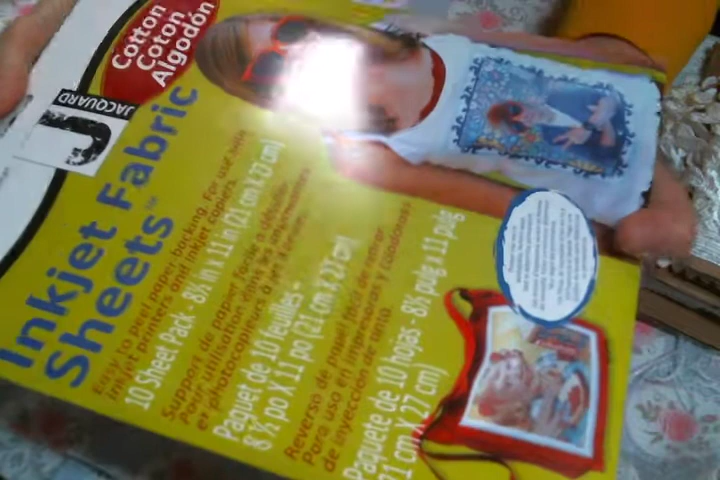 Cotton
Coton
Algodón
JACQUARD
J
Inkjet Fabric
Sheets™
Easy to peel paper backing. For use with
inkjet printers and inkjet copiers.
10 Sheet Pack - 8½ in x 11 in (21 cm X 27 cm)
Support de papier facile à
Pour utilisation dans les imprimantes
et photocopieurs à jet d'encre.
Paquet de 10 feuilles -
8 ½ po X 11 po (21 cm X 27 cm)
Reverso de papel fácil de retirar
Para uso en impresoras y copiadoras
de inyección de tinta
Paquete de 10 hojas - 8½ pulg x 11 pulg
21 cm X 27 cm)